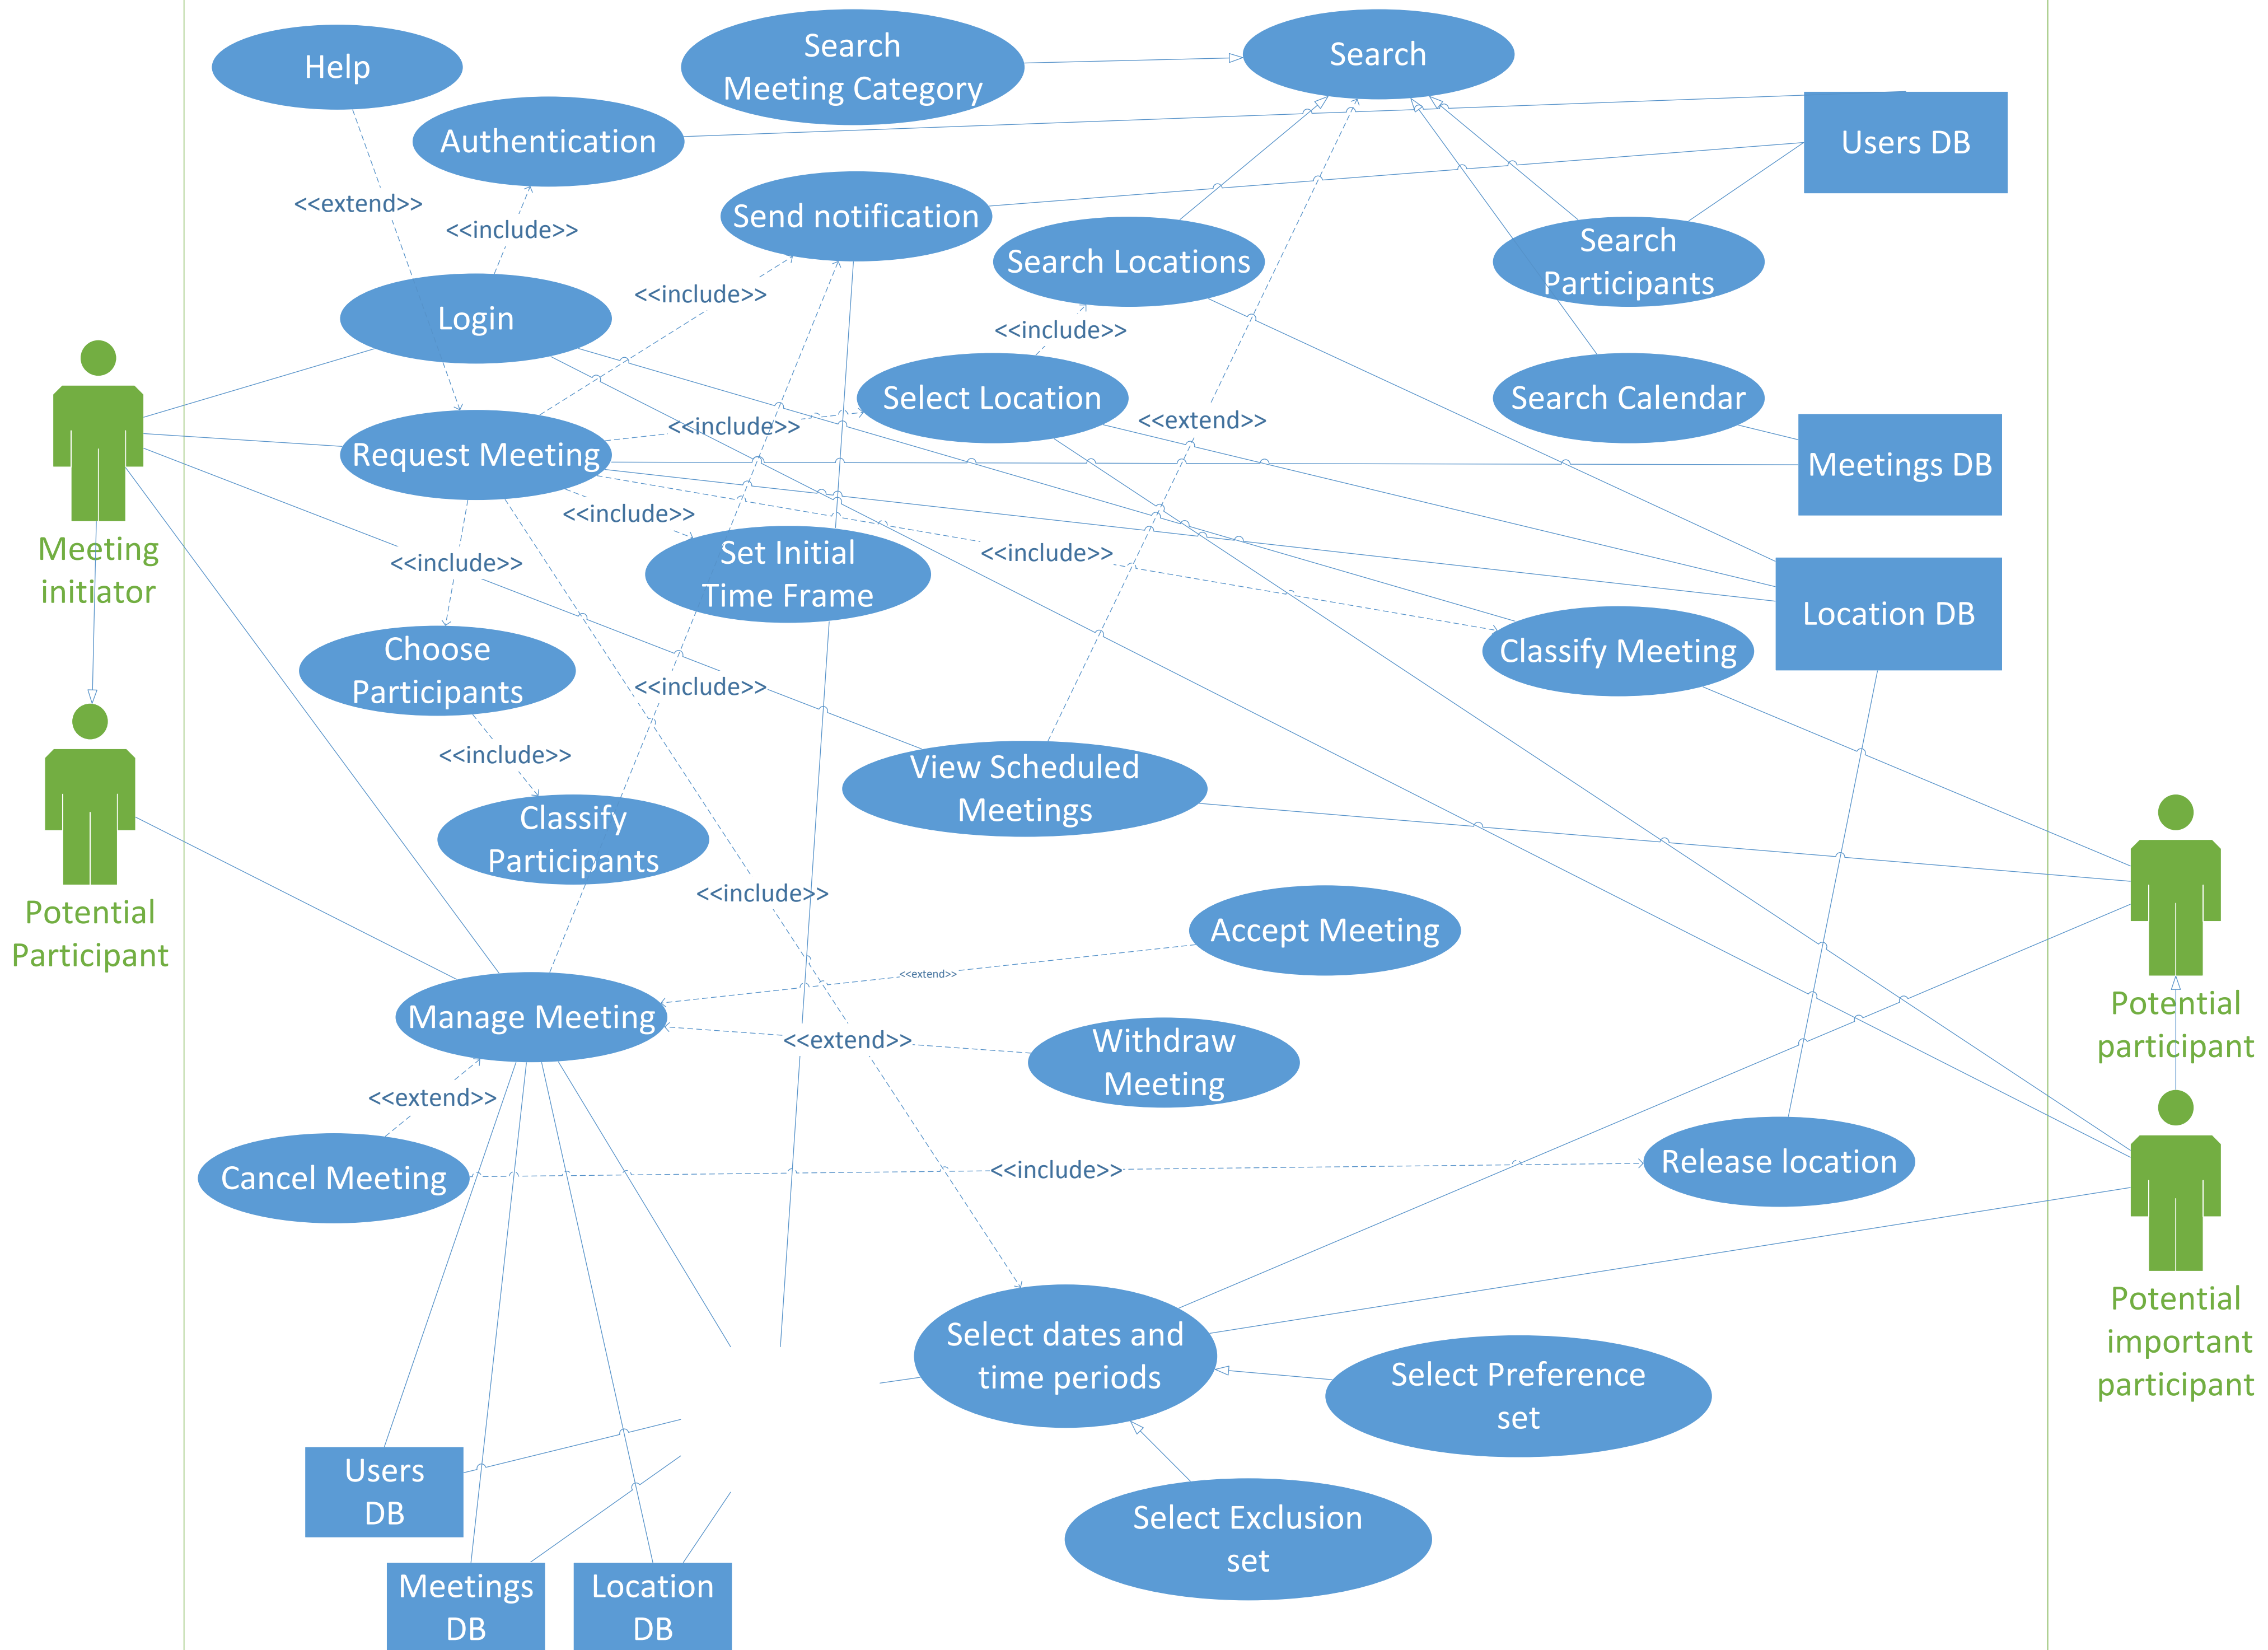 Help
Search
Meeting Category
Search
Authentication
Users DB
<<extend>>
<<include>>
Send notification
Search Locations
Search
Participants
<<include>>
Login
<<include>>
Select Location
Search Calendar
<<include>>
<<extend>>
Request Meeting
Meetings DB
<<include>>
Meeting
initiator
<<include>>
Set Initial
Time Frame
<<include>>
Location DB
Choose
Participants
<<include>>
Classify Meeting
<<include>>
View Scheduled
Meetings
Classify
Participants
<<include>>
Potential
Participant
Accept Meeting
<<extend>>
Manage Meeting
<<extend>>
Withdraw
Meeting
Potential
participant
<<extend>>
Cancel Meeting
<<include>>
Release location
Select dates and
time periods
Potential
important
participant
Select Preference
set
Users
DB
Select Exclusion
set
Meetings
DB
Location
DB